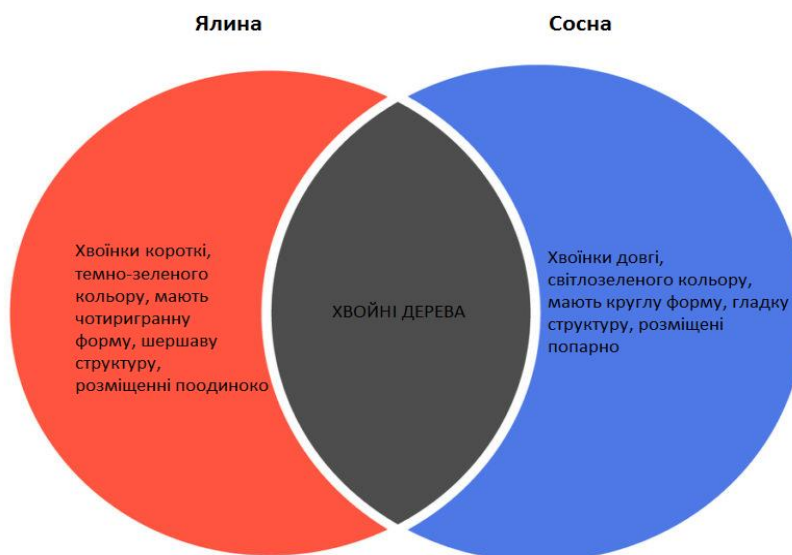 Ялина
Сосна
Хвоїнки короткі,
темно-зеленого
кольору, мають
чотиригранну
форму, шершаву
структуру,
розміщенні поодиноко
ХВОЙНІ ДЕРЕВА
Хвоїнки довгі,
світлозеленого кольору,
мають круглу форму, гладку
структуру, розміщені
попарно